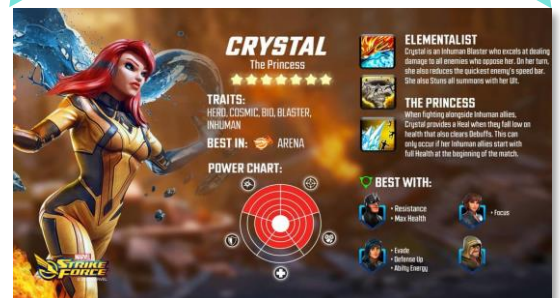 CRYSTAL
The Princess
TRAITS:
HERO, COSMIC, BIO, BLASTER,
INHUMAN
BEST IN: ARENA
POWER CHART:
ELEMENTALIST
Crystal is an Inhuman Blaster who excels at dealing
damage to all enemies who oppose her. On her turn,
she also reduces the quickest enemy's speed bar.
She also Stuns all summons with her Ult.
THE PRINCESS
When fighting alongside Inhuman allies,
Crystal provides a Heal when they fall low on
health that also clears Debuffs. This can
only occur if her Inhuman allies start with
full Health at the beginning of the match.
BEST WITH:
• Resistance
• Max Health
• Focus
• Evade
• Defense Up
• Ability Energy
MARVEL
STRIKE
FORCE